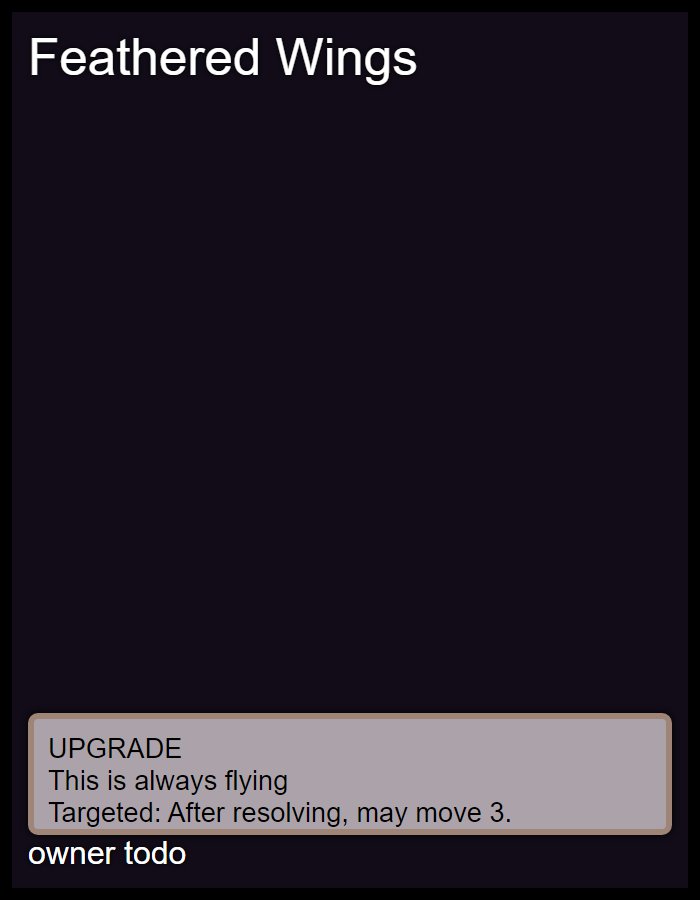 Feathered Wings
UPGRADE
This is always flying
Targeted: After resolving, may move 3.
owner todo